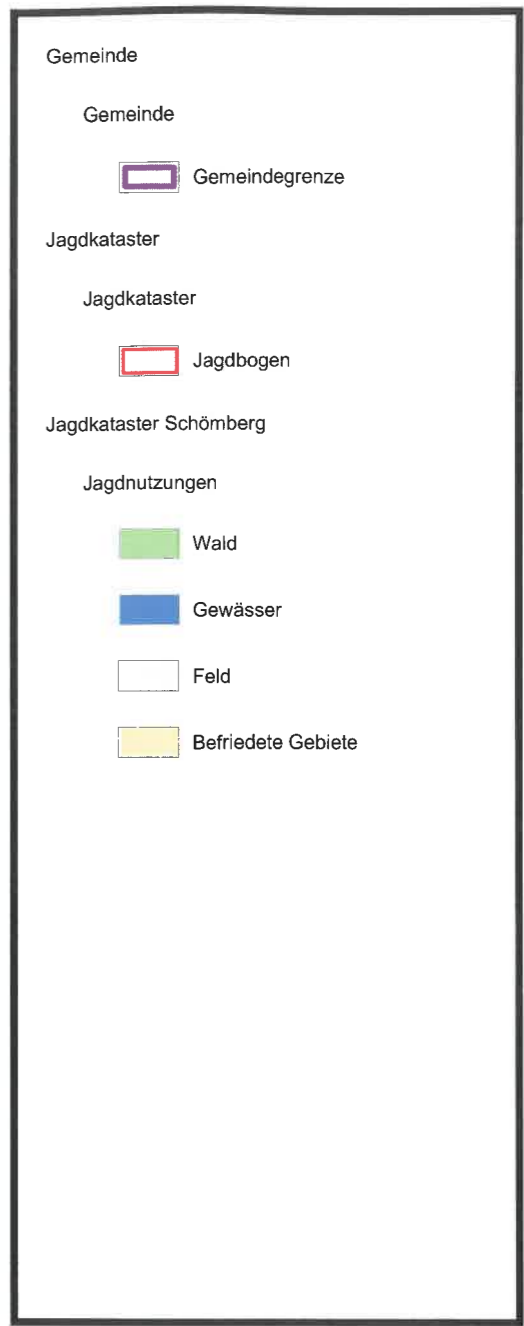 Gemeinde
Gemeinde
Gemeindegrenze
Jagdkataster
Jagdkataster
Jagdbogen
Jagdkataster Schömberg
Jagdnutzungen
Wald
Gewässer
Feld
Befriedete Gebiete